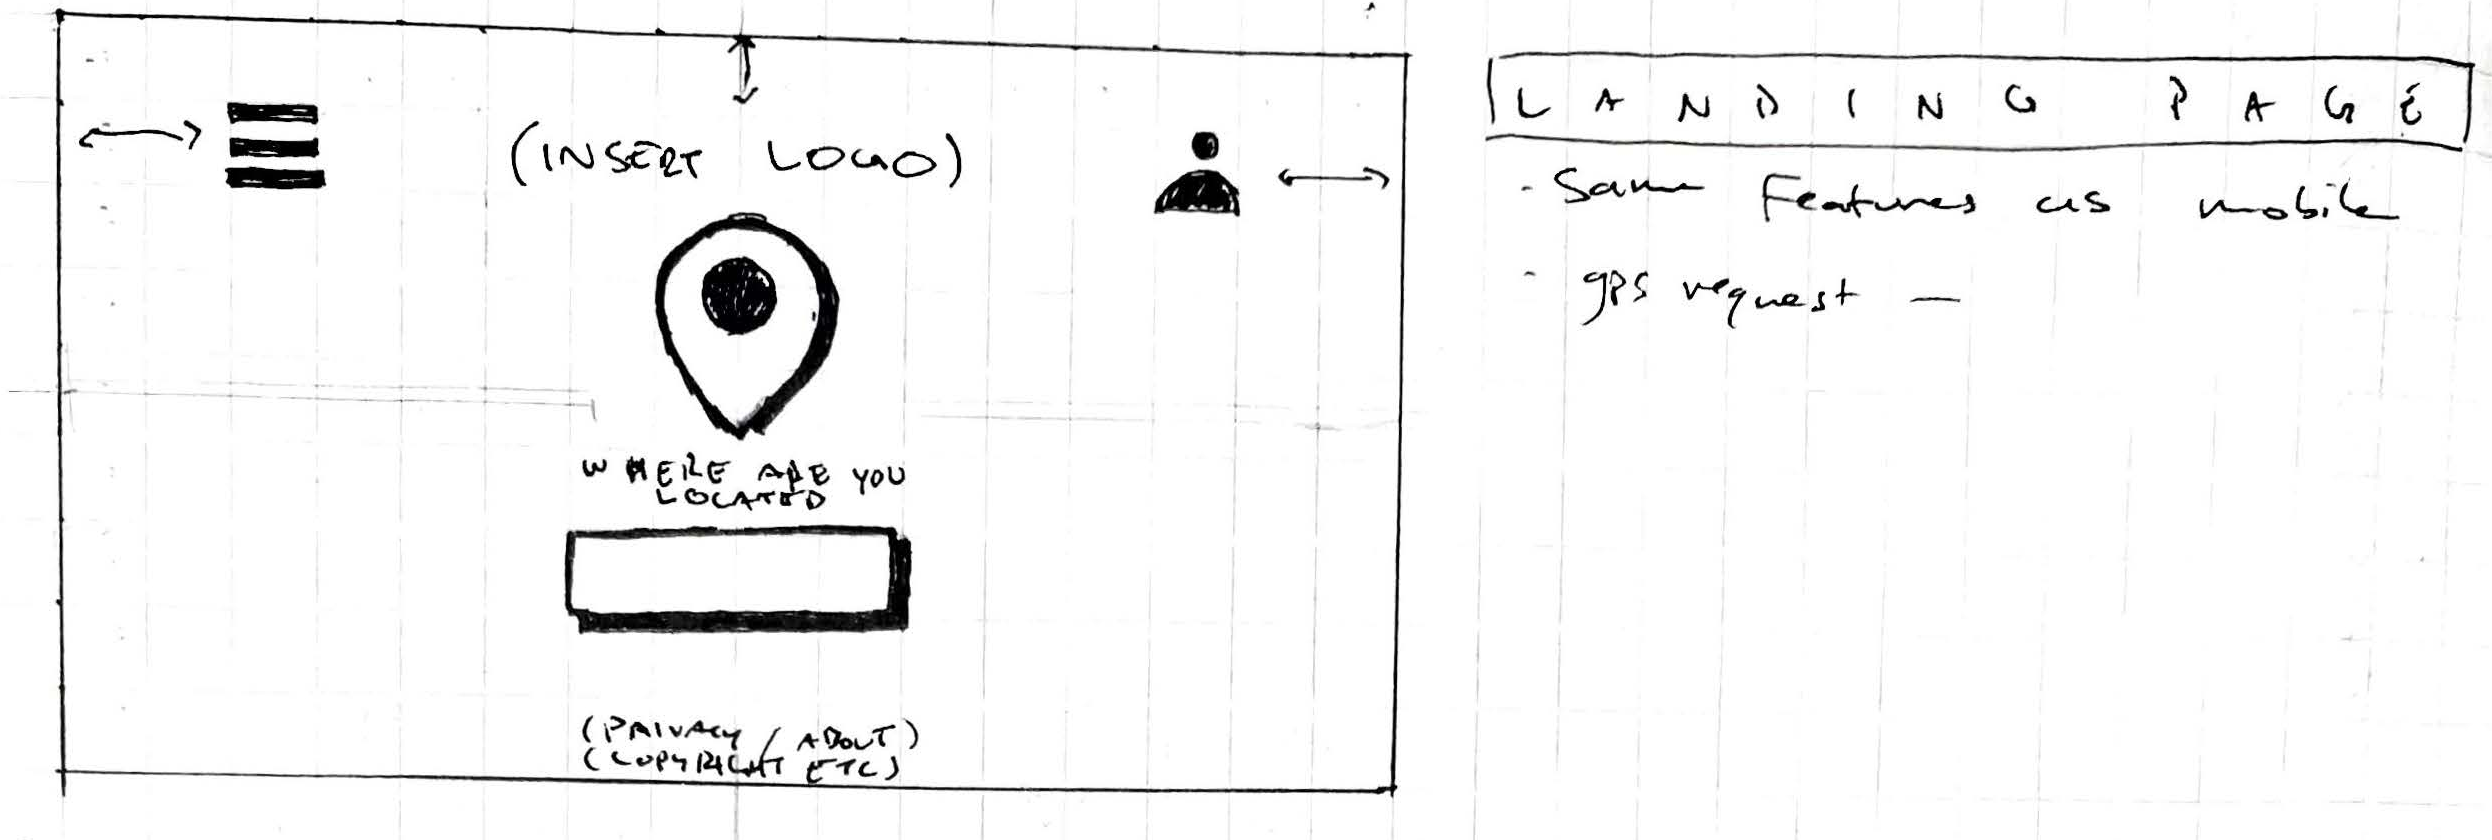 (INSERT LOGO)
WHERE ARE YOU
LOCATED
(PRIVACY / ABOUT)
(COPYRIGHT ETC)
LANDING PAGE
- Same Features as mobile
- gps request —